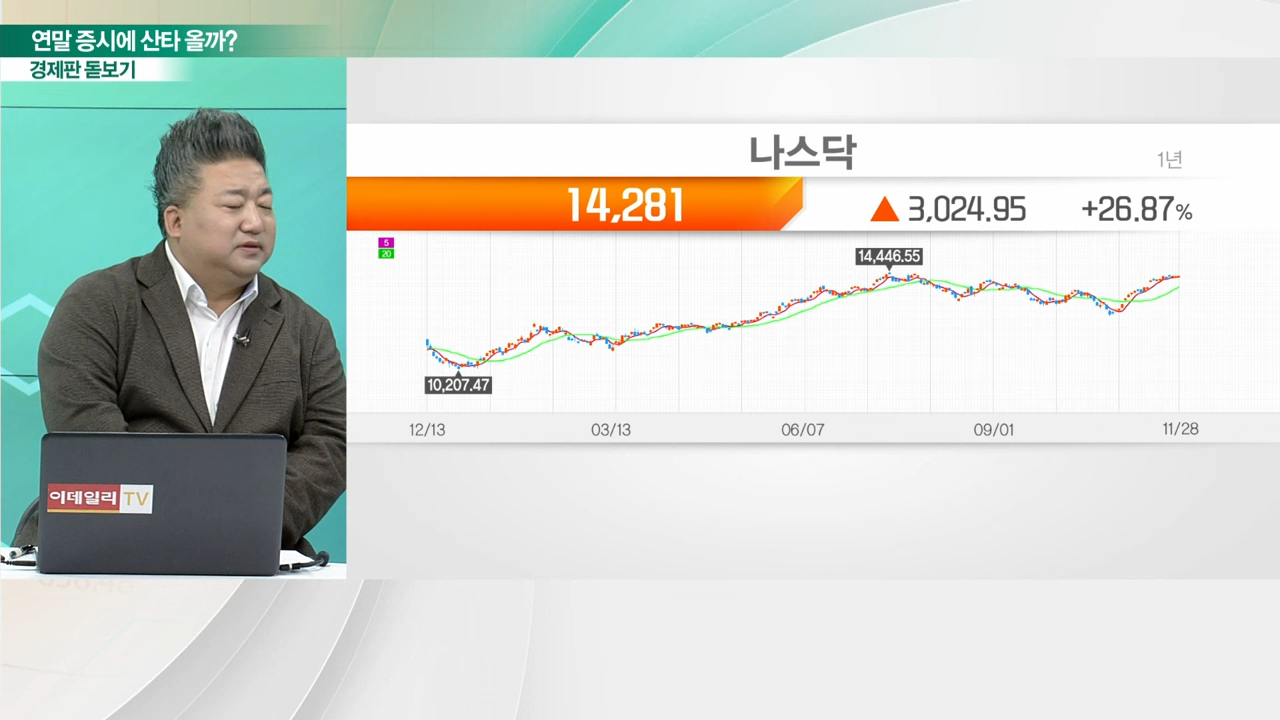 연말 증시에 산타 올까?
경제판 돋보기
나스닥
1년
14,281
▲ 3,024.95
+26.87%
5
20
14,446.55
10,207.47
12/13
03/13
06/07
09/01
11/28
이데일리 TV